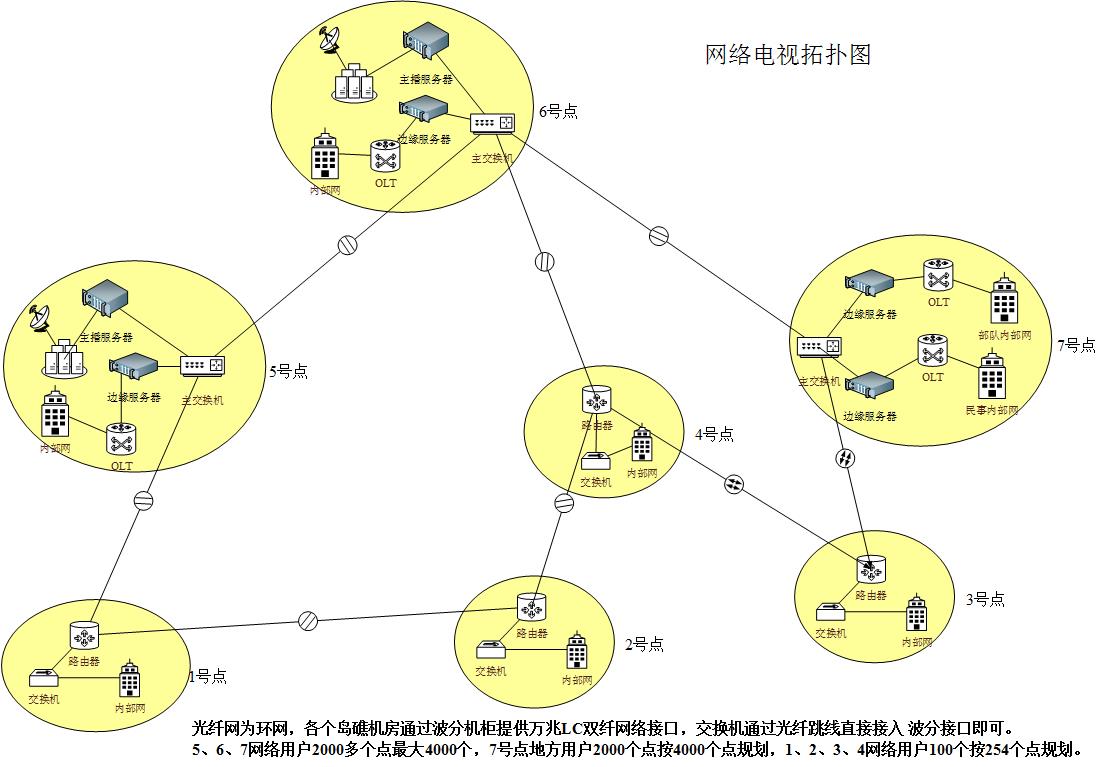 网络电视拓扑图
主播服务器
6号点
边缘服务器
主交换机
OLT
内部网
主播服务器
边缘服务器
主交换机
5号点
内部网
OLT
边缘服务器
OLT
部队内部网
主交换机
7号点
OLT
边缘服务器
民事内部网
路由器
4号点
交换机
内部网
路由器
3号点
交换机
内部网
路由器
2号点
交换机
内部网
路由器
1号点
交换机
内部网
光纤网为环网，各个岛礁机房通过波分机柜提供万兆LC双纤网络接口，交换机通过光纤跳线直接接入 波分接口即可。
5、6、7网络用户2000多个点最大4000个，7号点地方用户2000个点按4000个点规划，1、2、3、4网络用户100个按254个点规划。